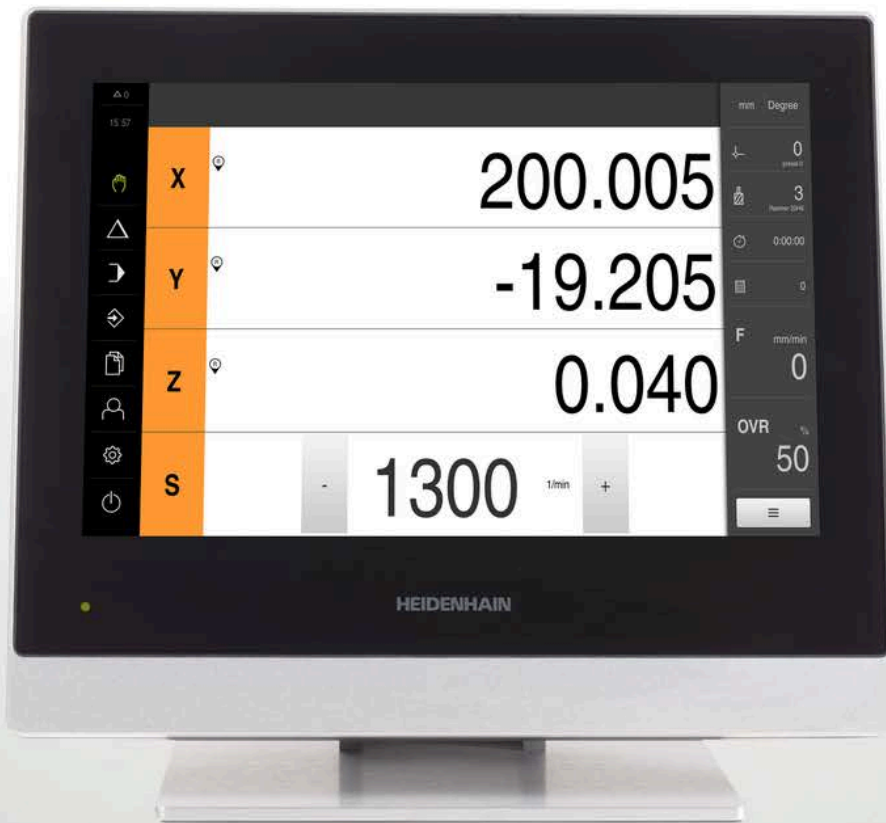 0
15:57
mm Degree
X
R
200.005
0
Y
R
-19.205
3
0:00:00
0
Z
R
0.040
F
mm/min
0
S
-
1300
1/min
+
OVR
%
50
HEIDENHAIN